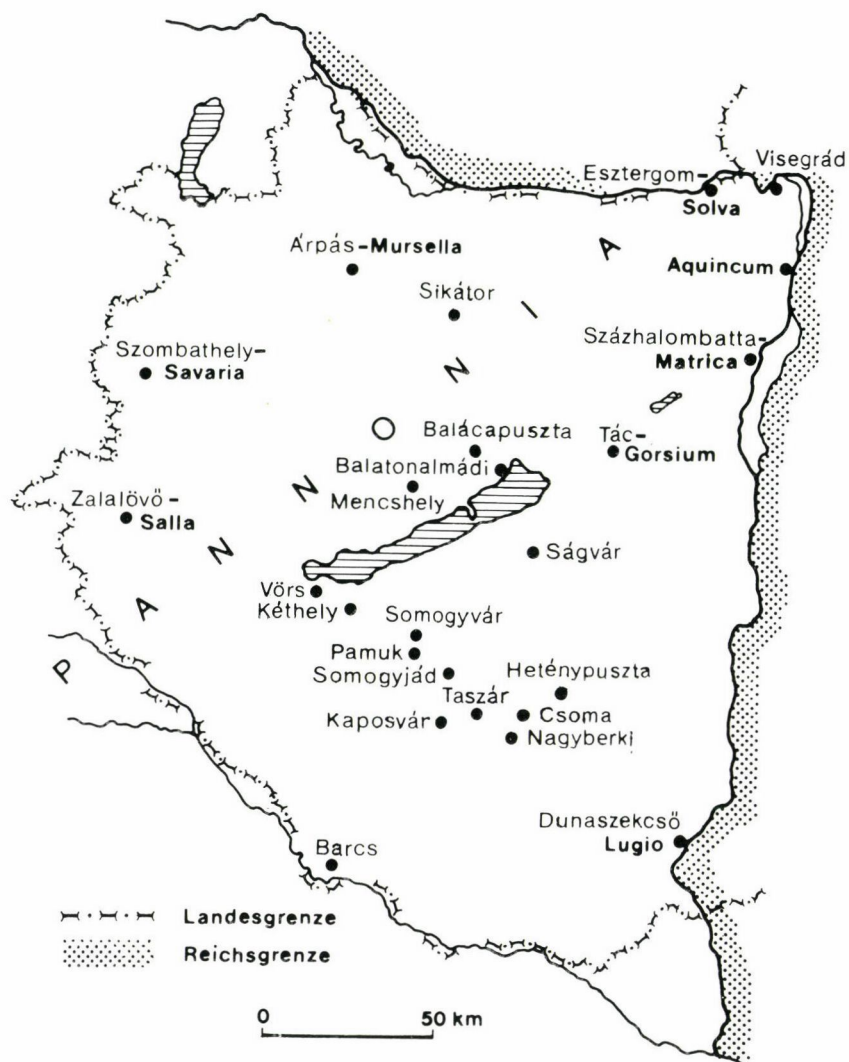 Visegrád
Esztergom-
Solva
Árpás-Mursella
Aquincum
Sikátor
Szombathely-
Savaria
Százhalombatta-
Matrica
Balácapuszta
Tác-
Gorsium
Balatonalmádi
Mencshely
Zalalövő-
Salla
Ságvár
Vörs
Kéthely
Somogyvár
Pamuk
Somogyjád
Heténypuszta
Taszár
Kaposvár
Csoma
Nagyberki
Dunaszekcső
Lugio
Barcs
PANNONIA
Landesgrenze
Reichsgrenze
0 50 km